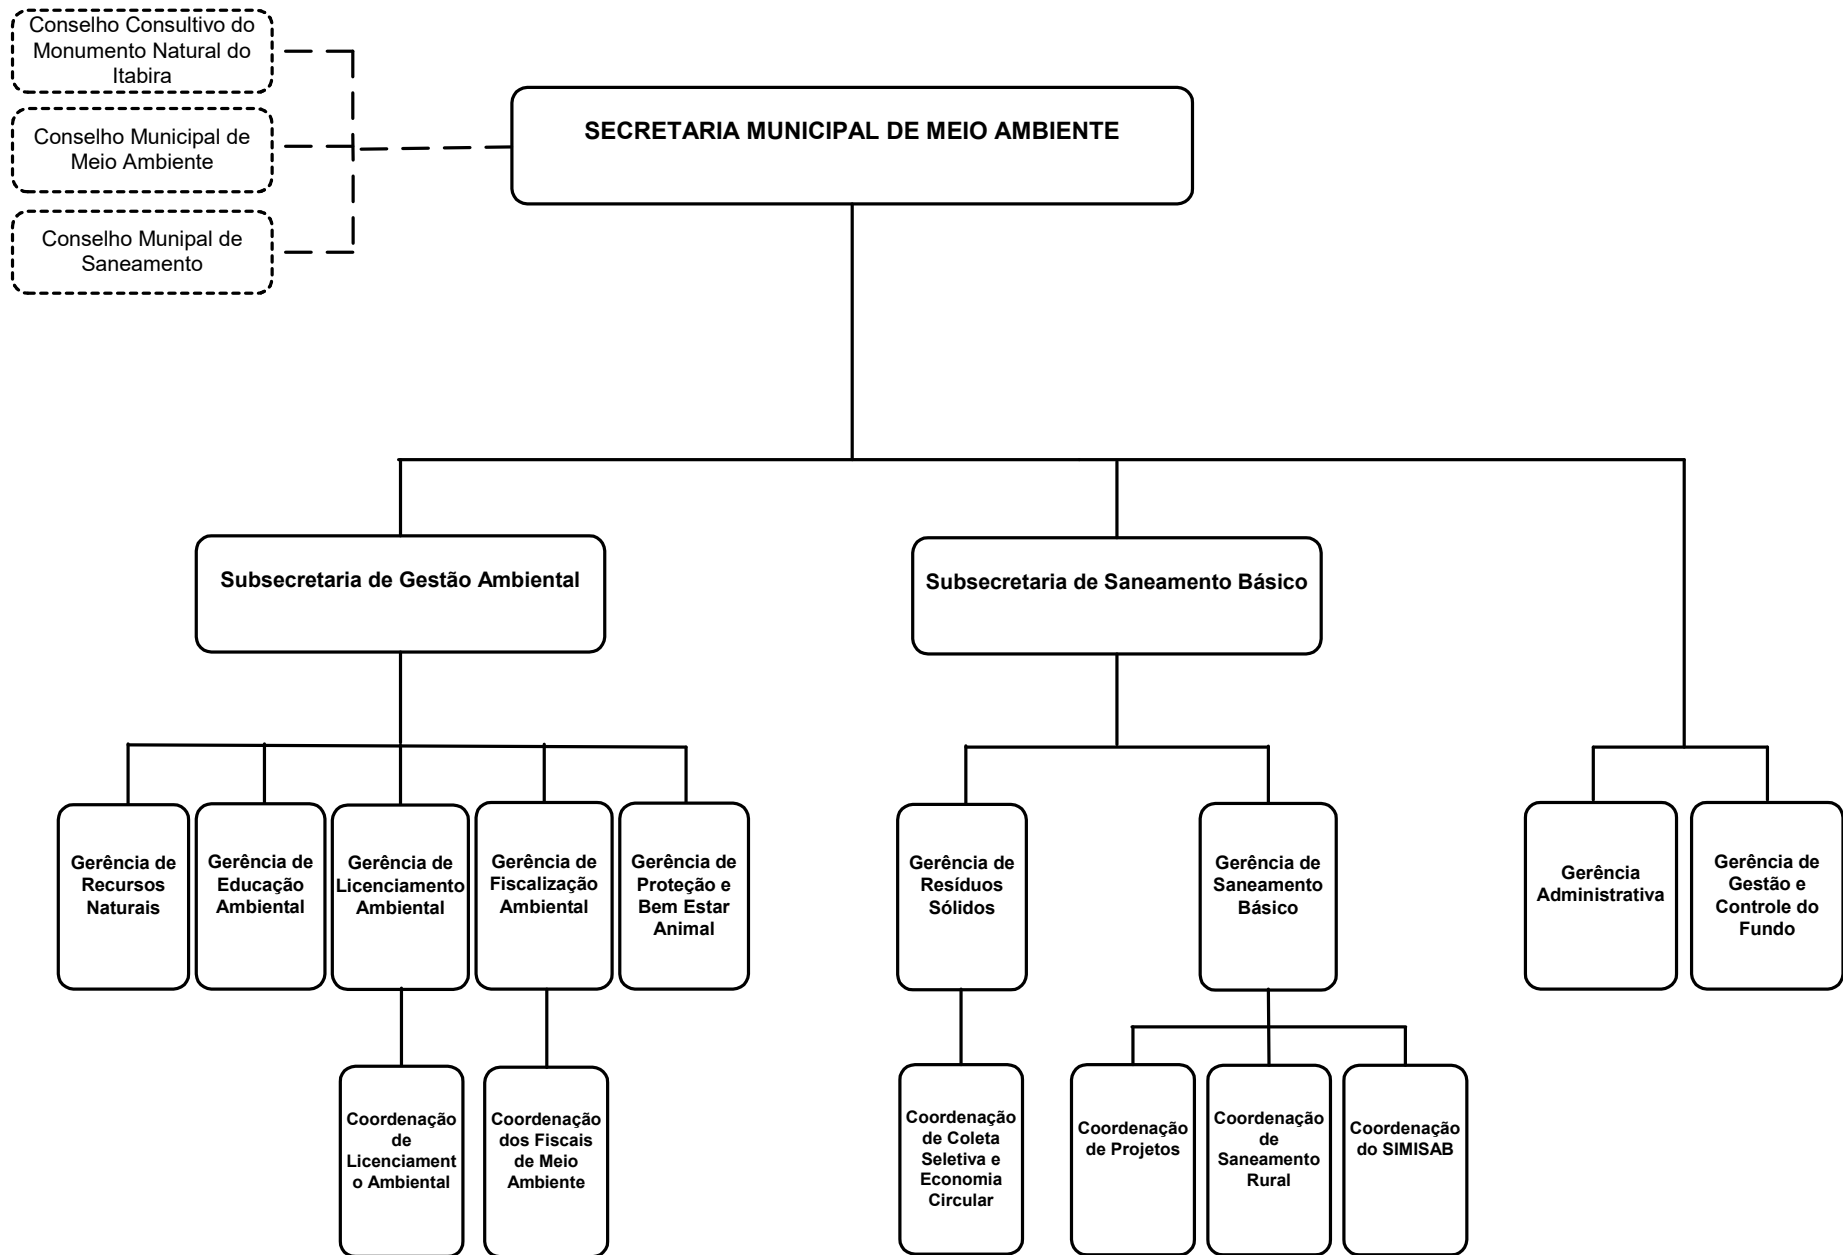 Conselho Consultivo do
Monumento Natural do
Itabira
Conselho Municipal de
Meio Ambiente
Conselho Munipal de
Saneamento
SECRETARIA MUNICIPAL DE MEIO AMBIENTE
Subsecretaria de Gestão Ambiental
Subsecretaria de Saneamento Básico
Gerência de
Recursos
Naturais
Gerência de
Educação
Ambiental
Gerência de
Licenciamento
Ambiental
Gerência de
Fiscalização
Ambiental
Gerência de
Proteção e
Bem Estar
Animal
Gerência de
Resíduos
Sólidos
Gerência de
Saneamento
Básico
Gerência
Administrativa
Gerência de
Gestão e
Controle do
Fundo
Coordenação
de
Licenciament
o Ambiental
Coordenação
dos Fiscais
de Meio
Ambiente
Coordenação
de Coleta
Seletiva e
Economia
Circular
Coordenação
de Projetos
Coordenação
de
Saneamento
Rural
Coordenação
do SIMISAB